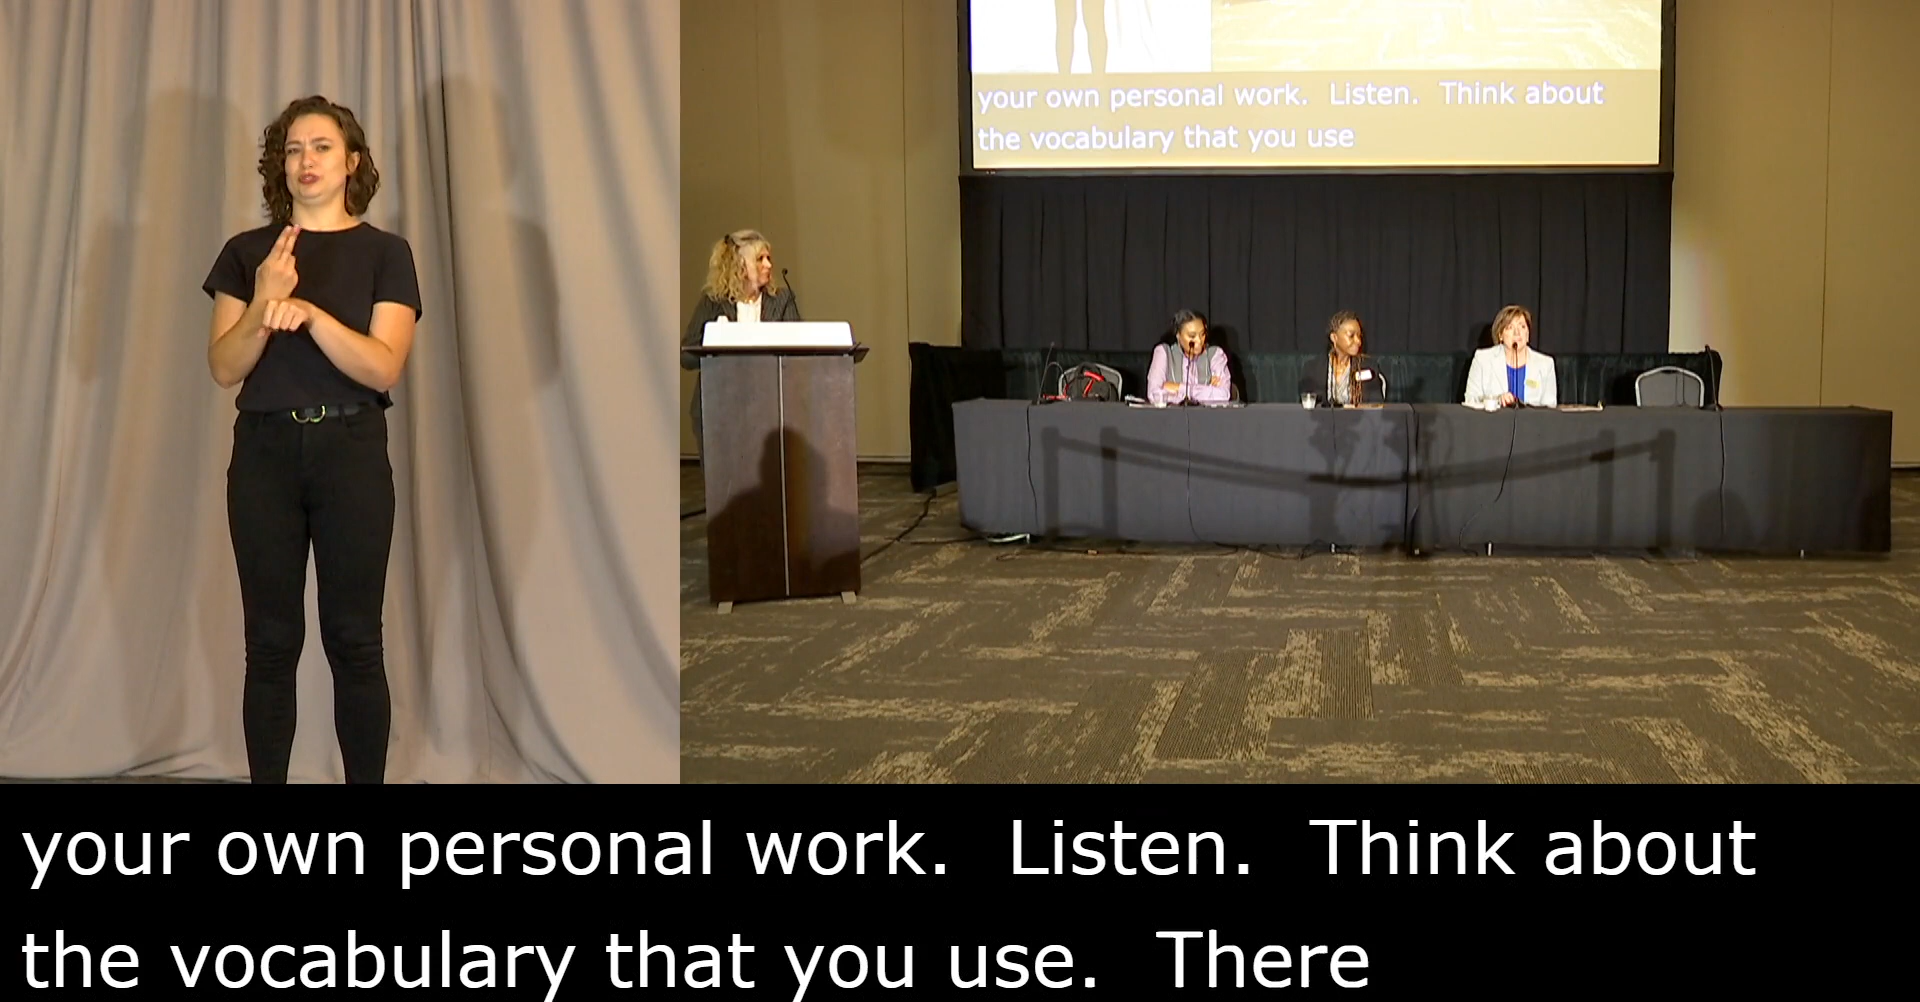 your own personal work.  Listen.  Think about
the vocabulary that you use
your own personal work.  Listen.  Think about
the vocabulary that you use.  There